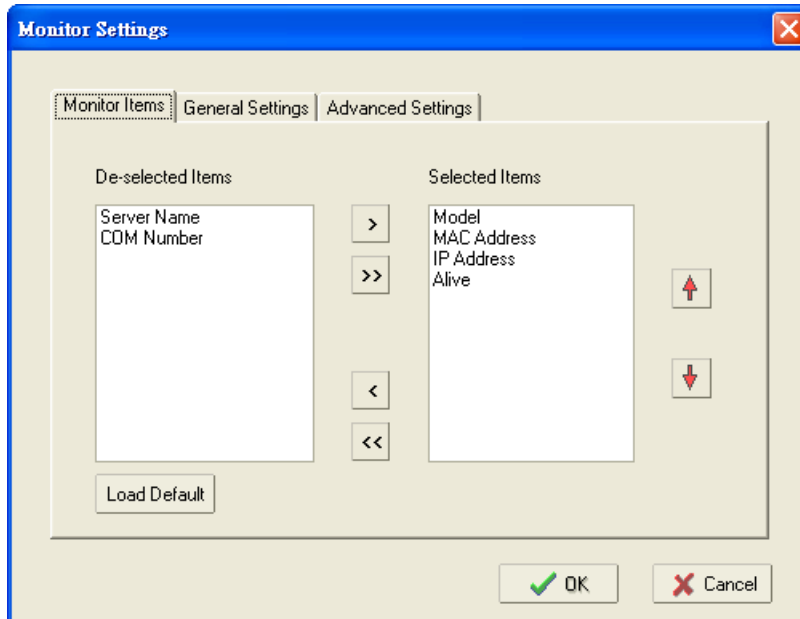 Monitor Settings
Monitor Items General Settings Advanced Settings
De-selected Items
Server Name
COM Number
>
>>
<
<<
Selected Items
Model
MAC Address
IP Address
Alive
Load Default
OK Cancel